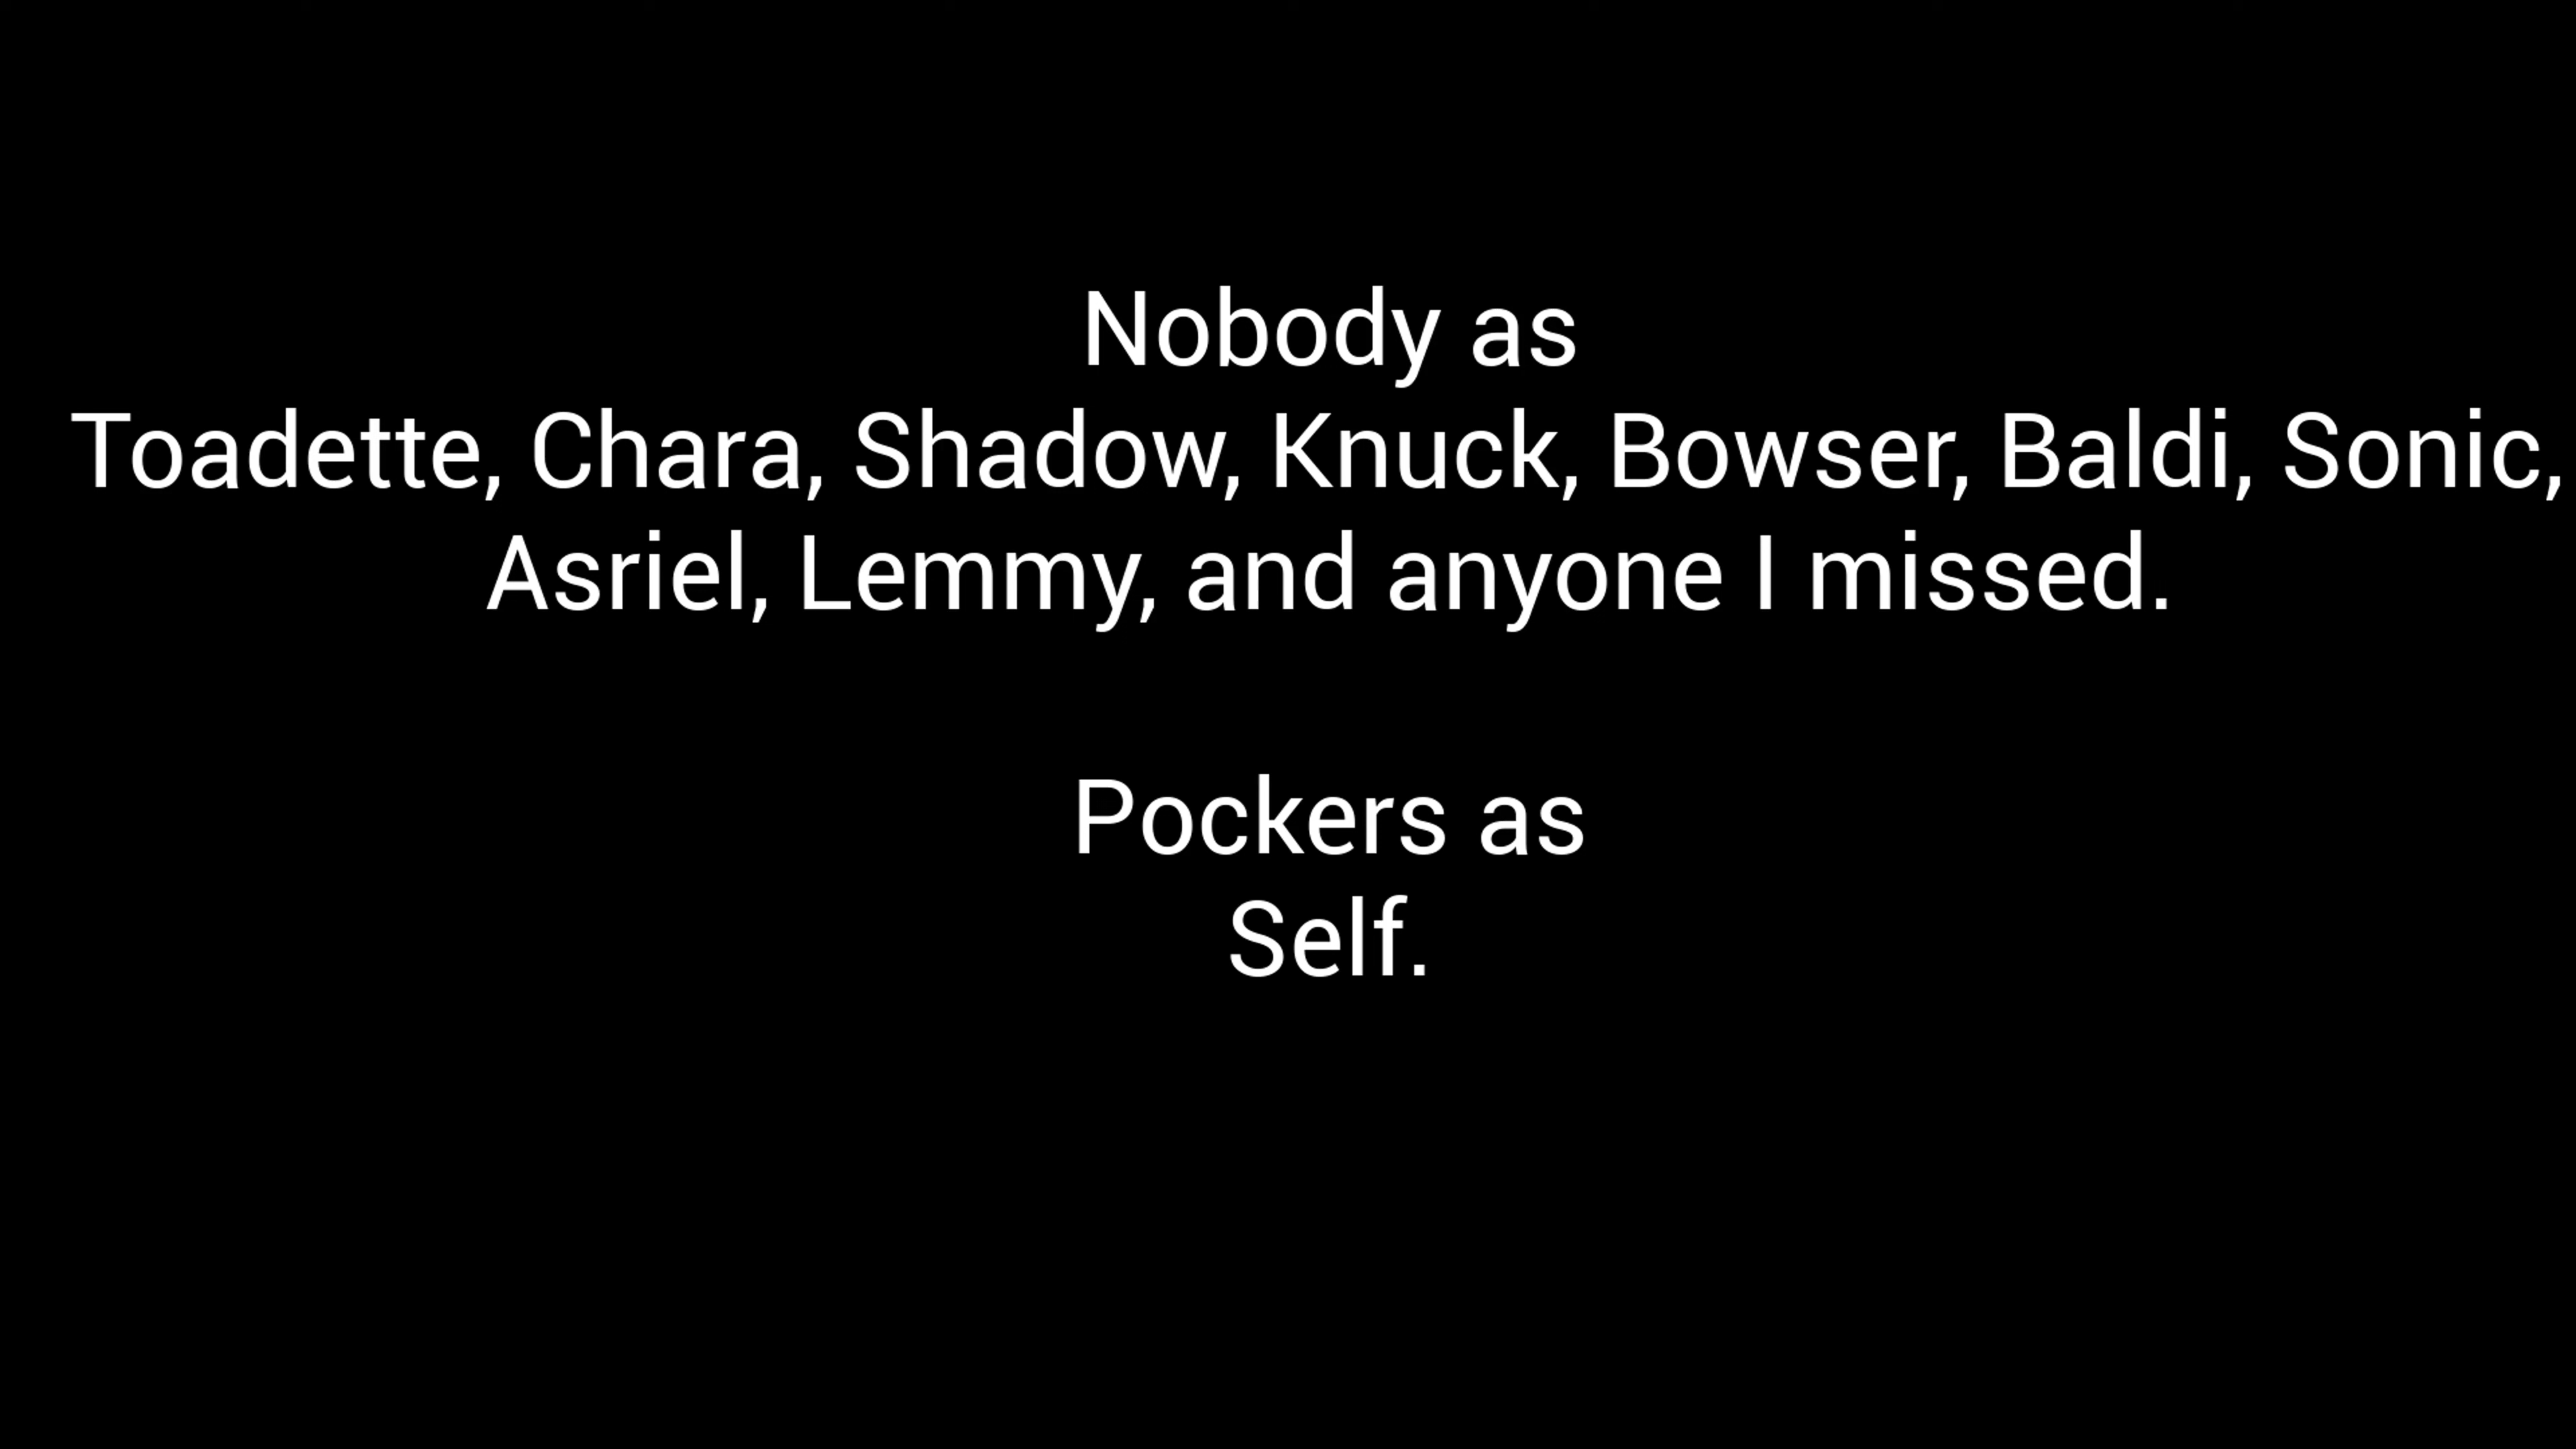 Nobody as
Toadette, Chara, Shadow, Knuck, Bowser, Baldi, Sonic,
Asriel, Lemmy, and anyone I missed.
Pockers as
Self.